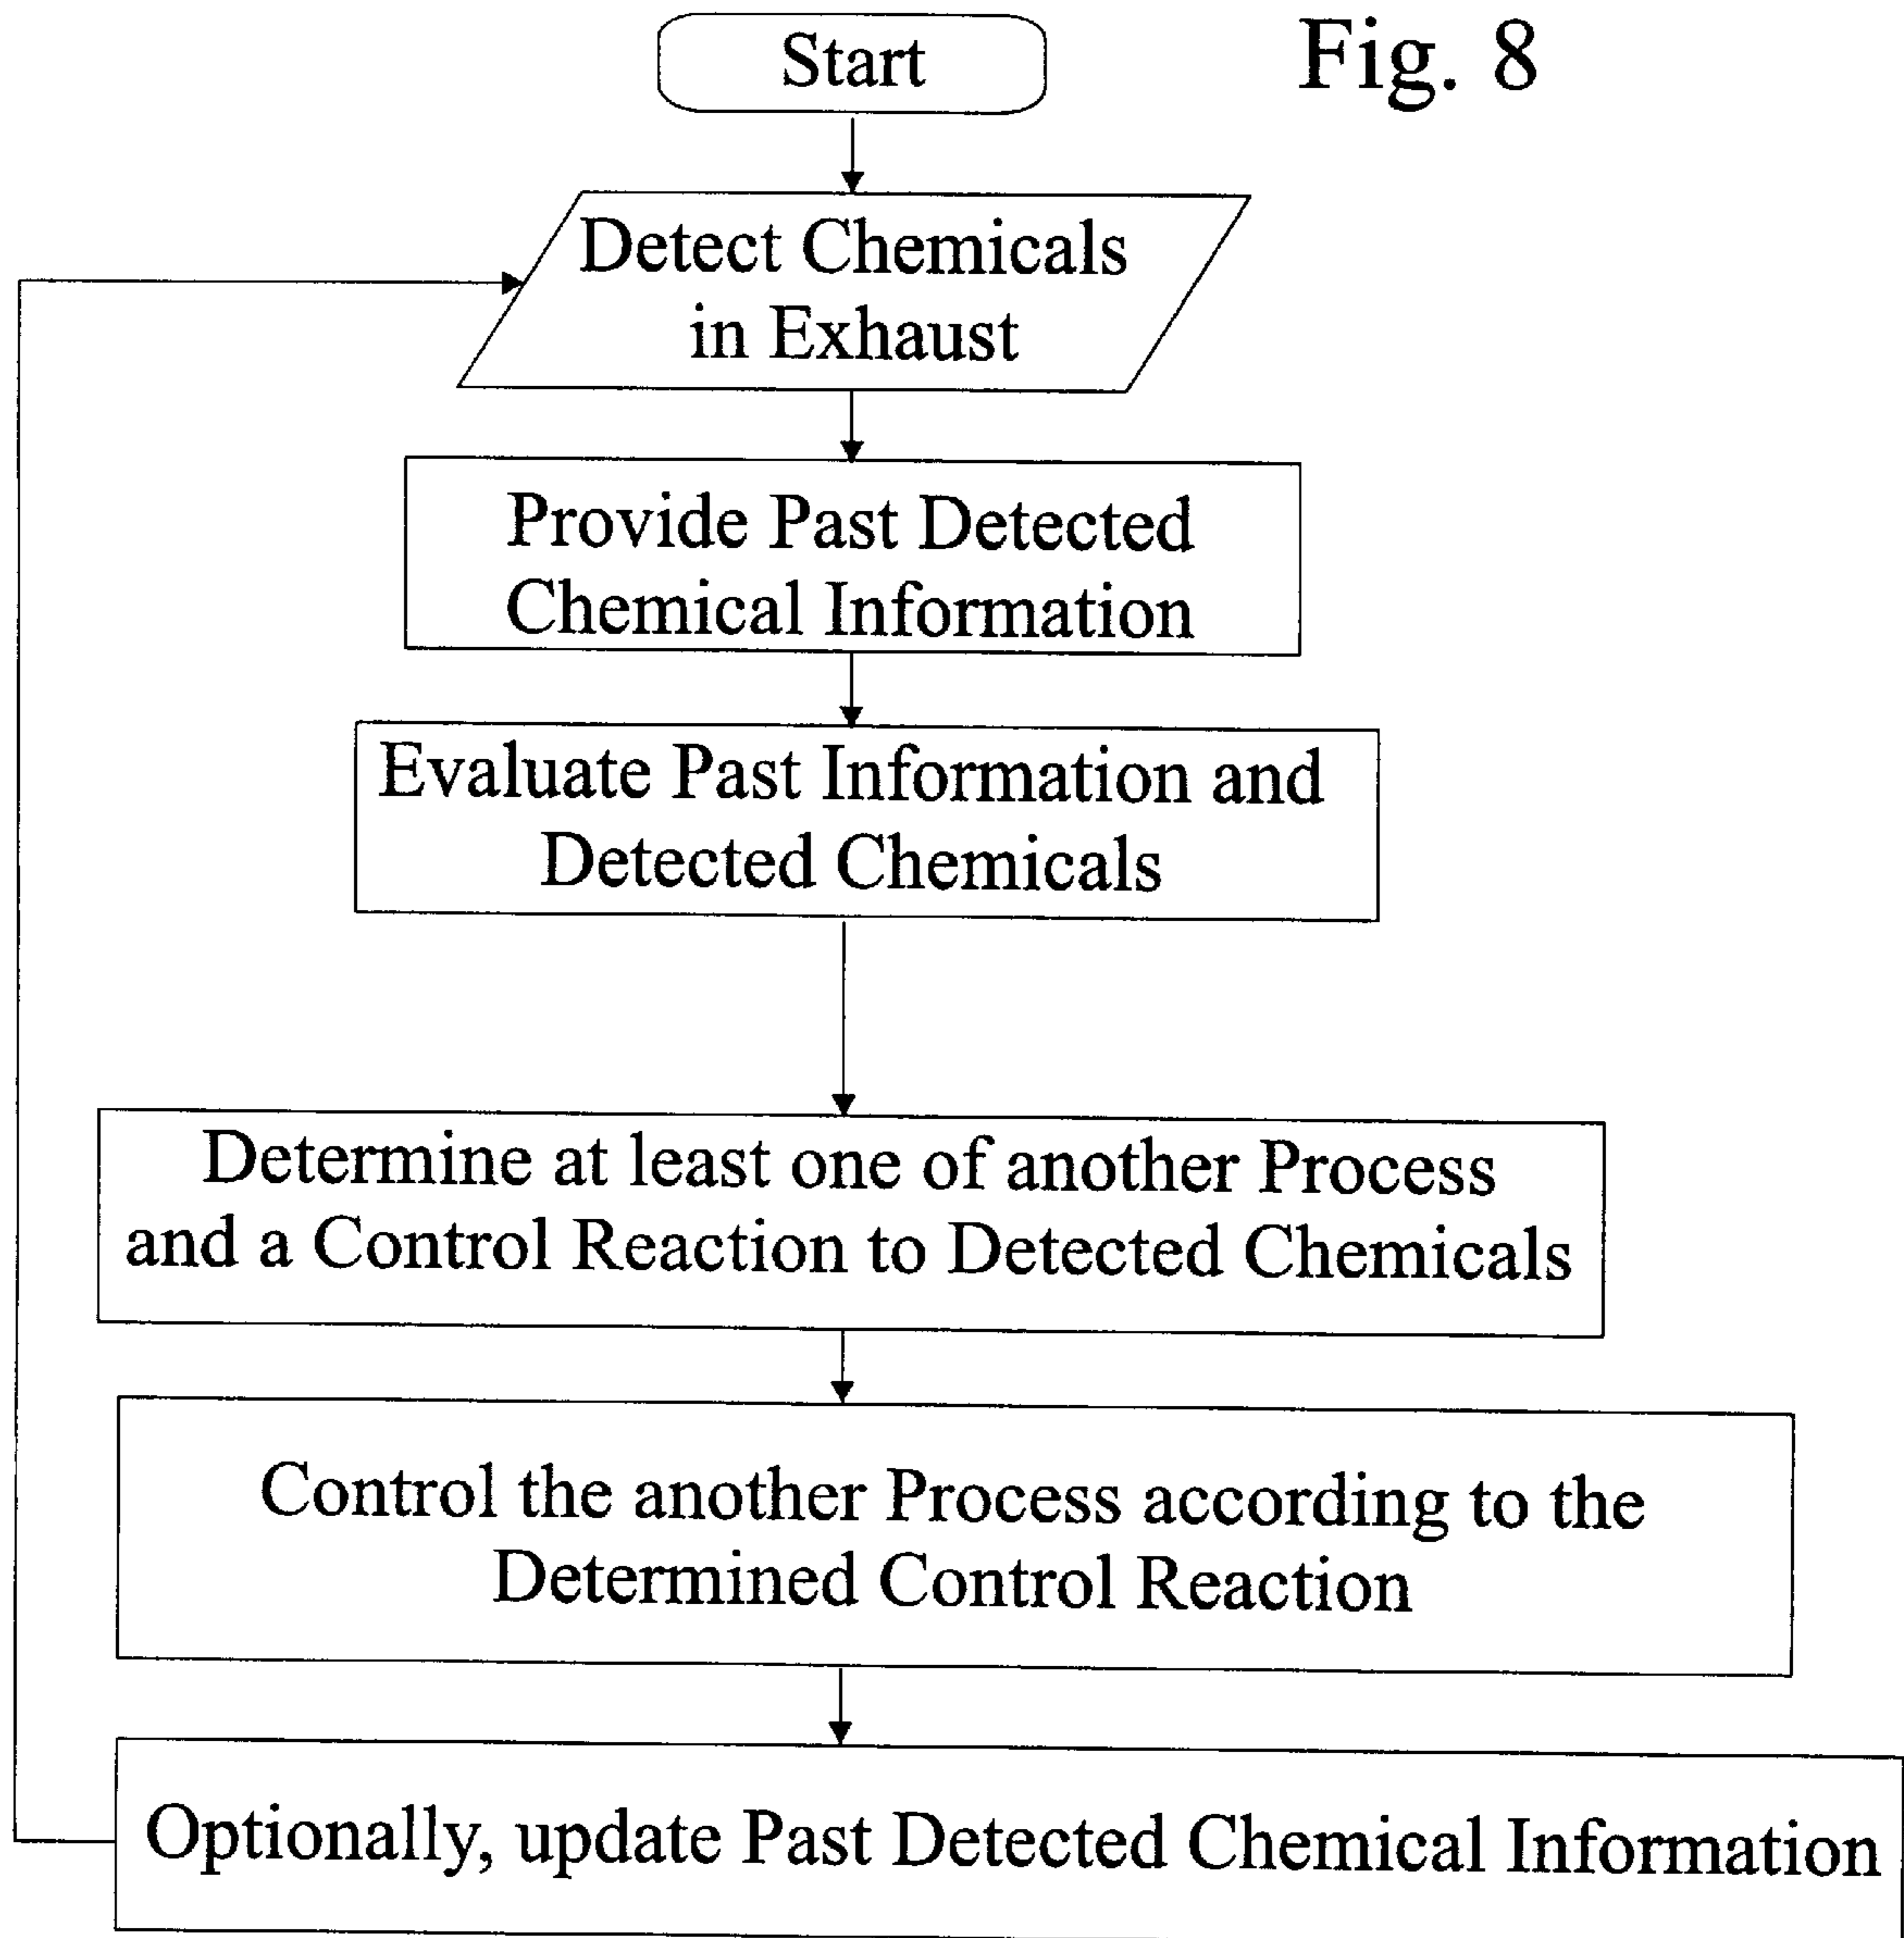 Start
Fig. 8
Detect Chemicals
in Exhaust
Provide Past Detected
Chemical Information
Evaluate Past Information and
Detected Chemicals
Determine at least one of another Process
and a Control Reaction to Detected Chemicals
Control the another Process according to the
Determined Control Reaction
Optionally, update Past Detected Chemical Information